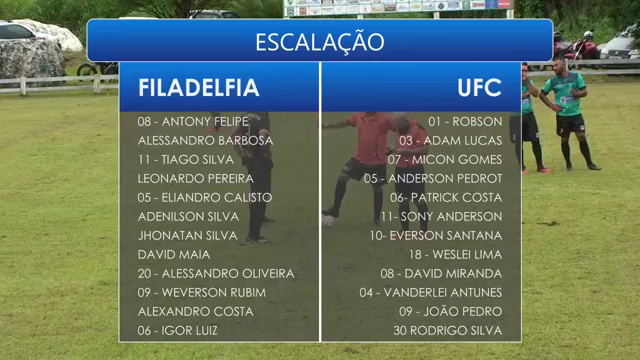 ESCALAÇÃO
FILADELFIA
08 - ANTONY FELIPE
ALESSANDRO BARBOSA
11 - TIAGO SILVA
LEONARDO PEREIRA
05 - ELIANDRO CALISTO
ADENILSON SILVA
JHONATAN SILVA
DAVID MAIA
20 - ALESSANDRO OLIVEIRA
09 - WEVERSON RUBIM
ALEXANDRO COSTA
06 - IGOR LUIZ
UFC
01 - ROBSON
03 - ADAM LUCAS
07 - MICON GOMES
05 - ANDERSON PEDROT
06- PATRICK COSTA
11- SONY ANDERSON
10- EVERSON SANTANA
18 - WESLEI LIMA
08 - DAVID MIRANDA
04 - VANDERLEI ANTUNES
09 - JOÃO PEDRO
30 RODRIGO SILVA